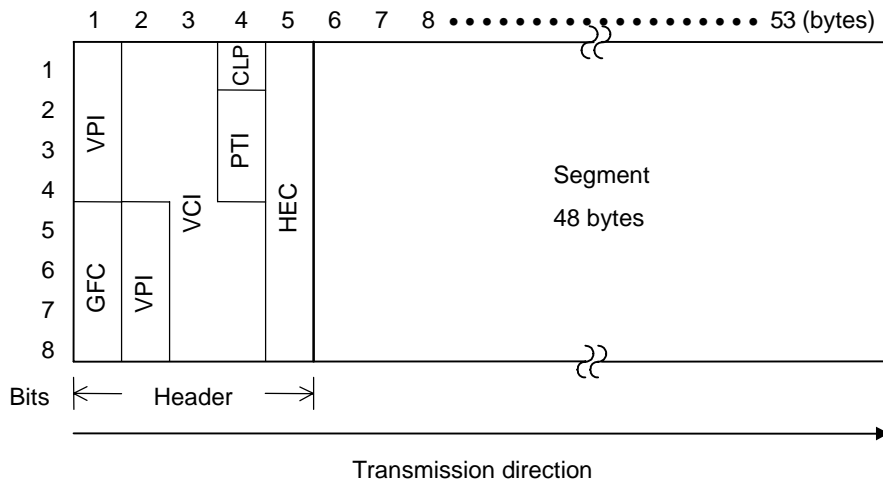 1 2 3 4 5 6 7 8 53 (bytes)
1
2
3
4
5
6
7
8
VPI
GFC
VPI
VCI
CLP
PTI
HEC
Segment
48 bytes
Bits
Header
Transmission direction